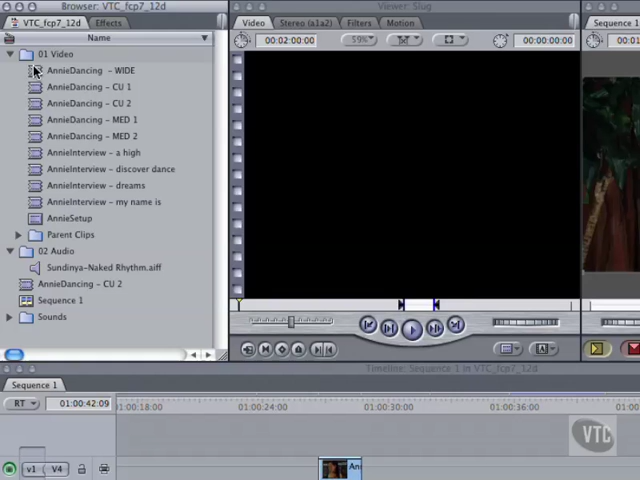 Browser: VTC_fcp7_12d
Viewer: Slug
VTC_fcp7_12d
Effects
Video
Stereo (a1a2)
Filters
Motion
Sequence 1
Name
00:02:00:00
59%
00:00:00:00
01 Video
AnnieDancing - WIDE
AnnieDancing - CU 1
AnnieDancing - CU 2
AnnieDancing - MED 1
AnnieDancing - MED 2
AnnieInterview - a high
AnnieInterview - discover dance
AnnieInterview - dreams
AnnieInterview - my name is
AnnieSetup
Parent Clips
02 Audio
Sundinya-Naked Rhythm.aiff
AnnieDancing - CU 2
Sequence 1
Sounds
Timeline: Sequence 1 in VTC_fcp7_12d
Sequence 1
RT
01:00:42:09
01:00:18:00
01:00:24:00
01:00:30:00
01:00:36:00
VTC
v1
V4